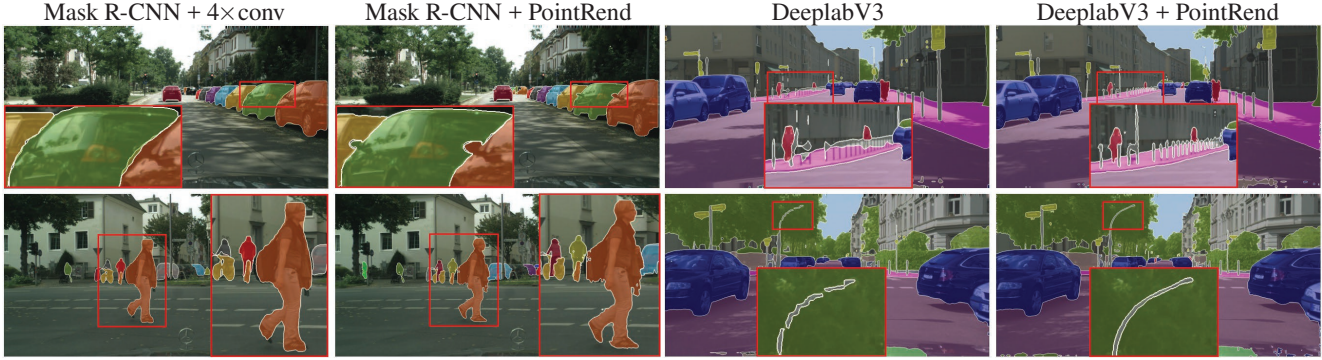 Mask R-CNN + 4×conv
Mask R-CNN + PointRend
DeeplabV3
DeeplabV3 + PointRend